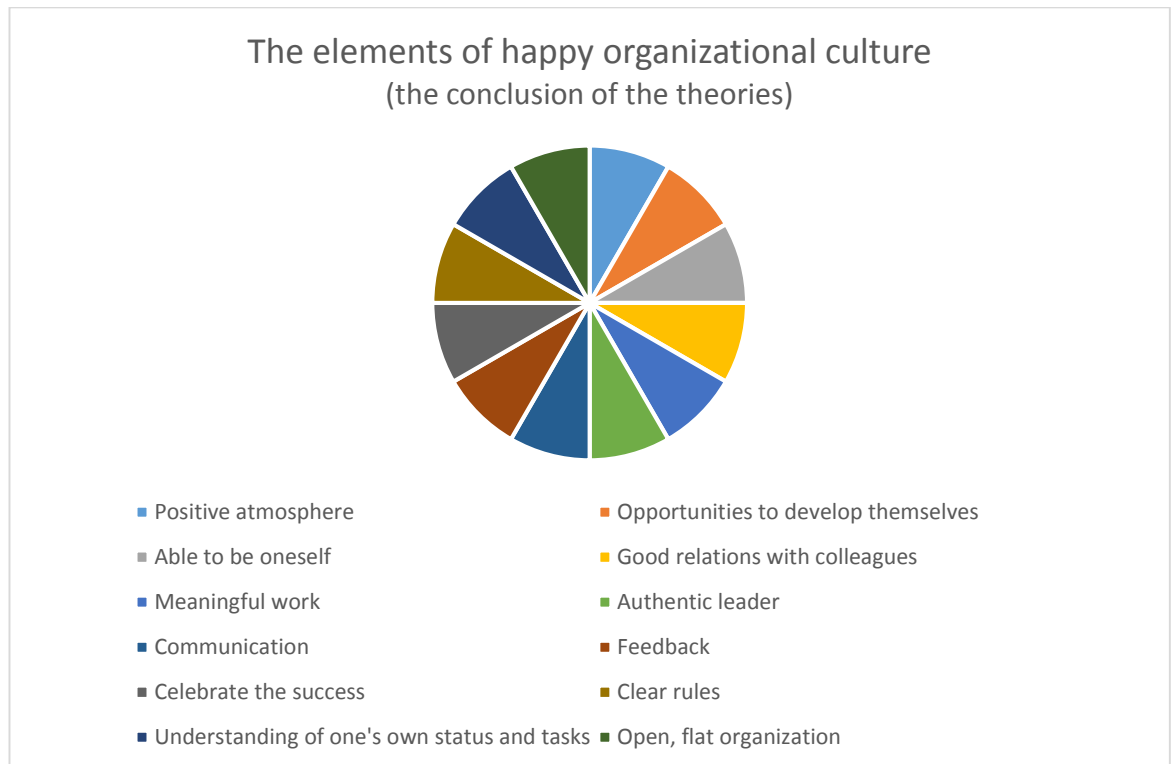 The elements of happy organizational culture
(the conclusion of the theories)
Positive atmosphere
Opportunities to develop themselves
Able to be oneself
Good relations with colleagues
Meaningful work
Authentic leader
Communication
Feedback
Celebrate the success
Clear rules
Understanding of one's own status and tasks
Open, flat organization